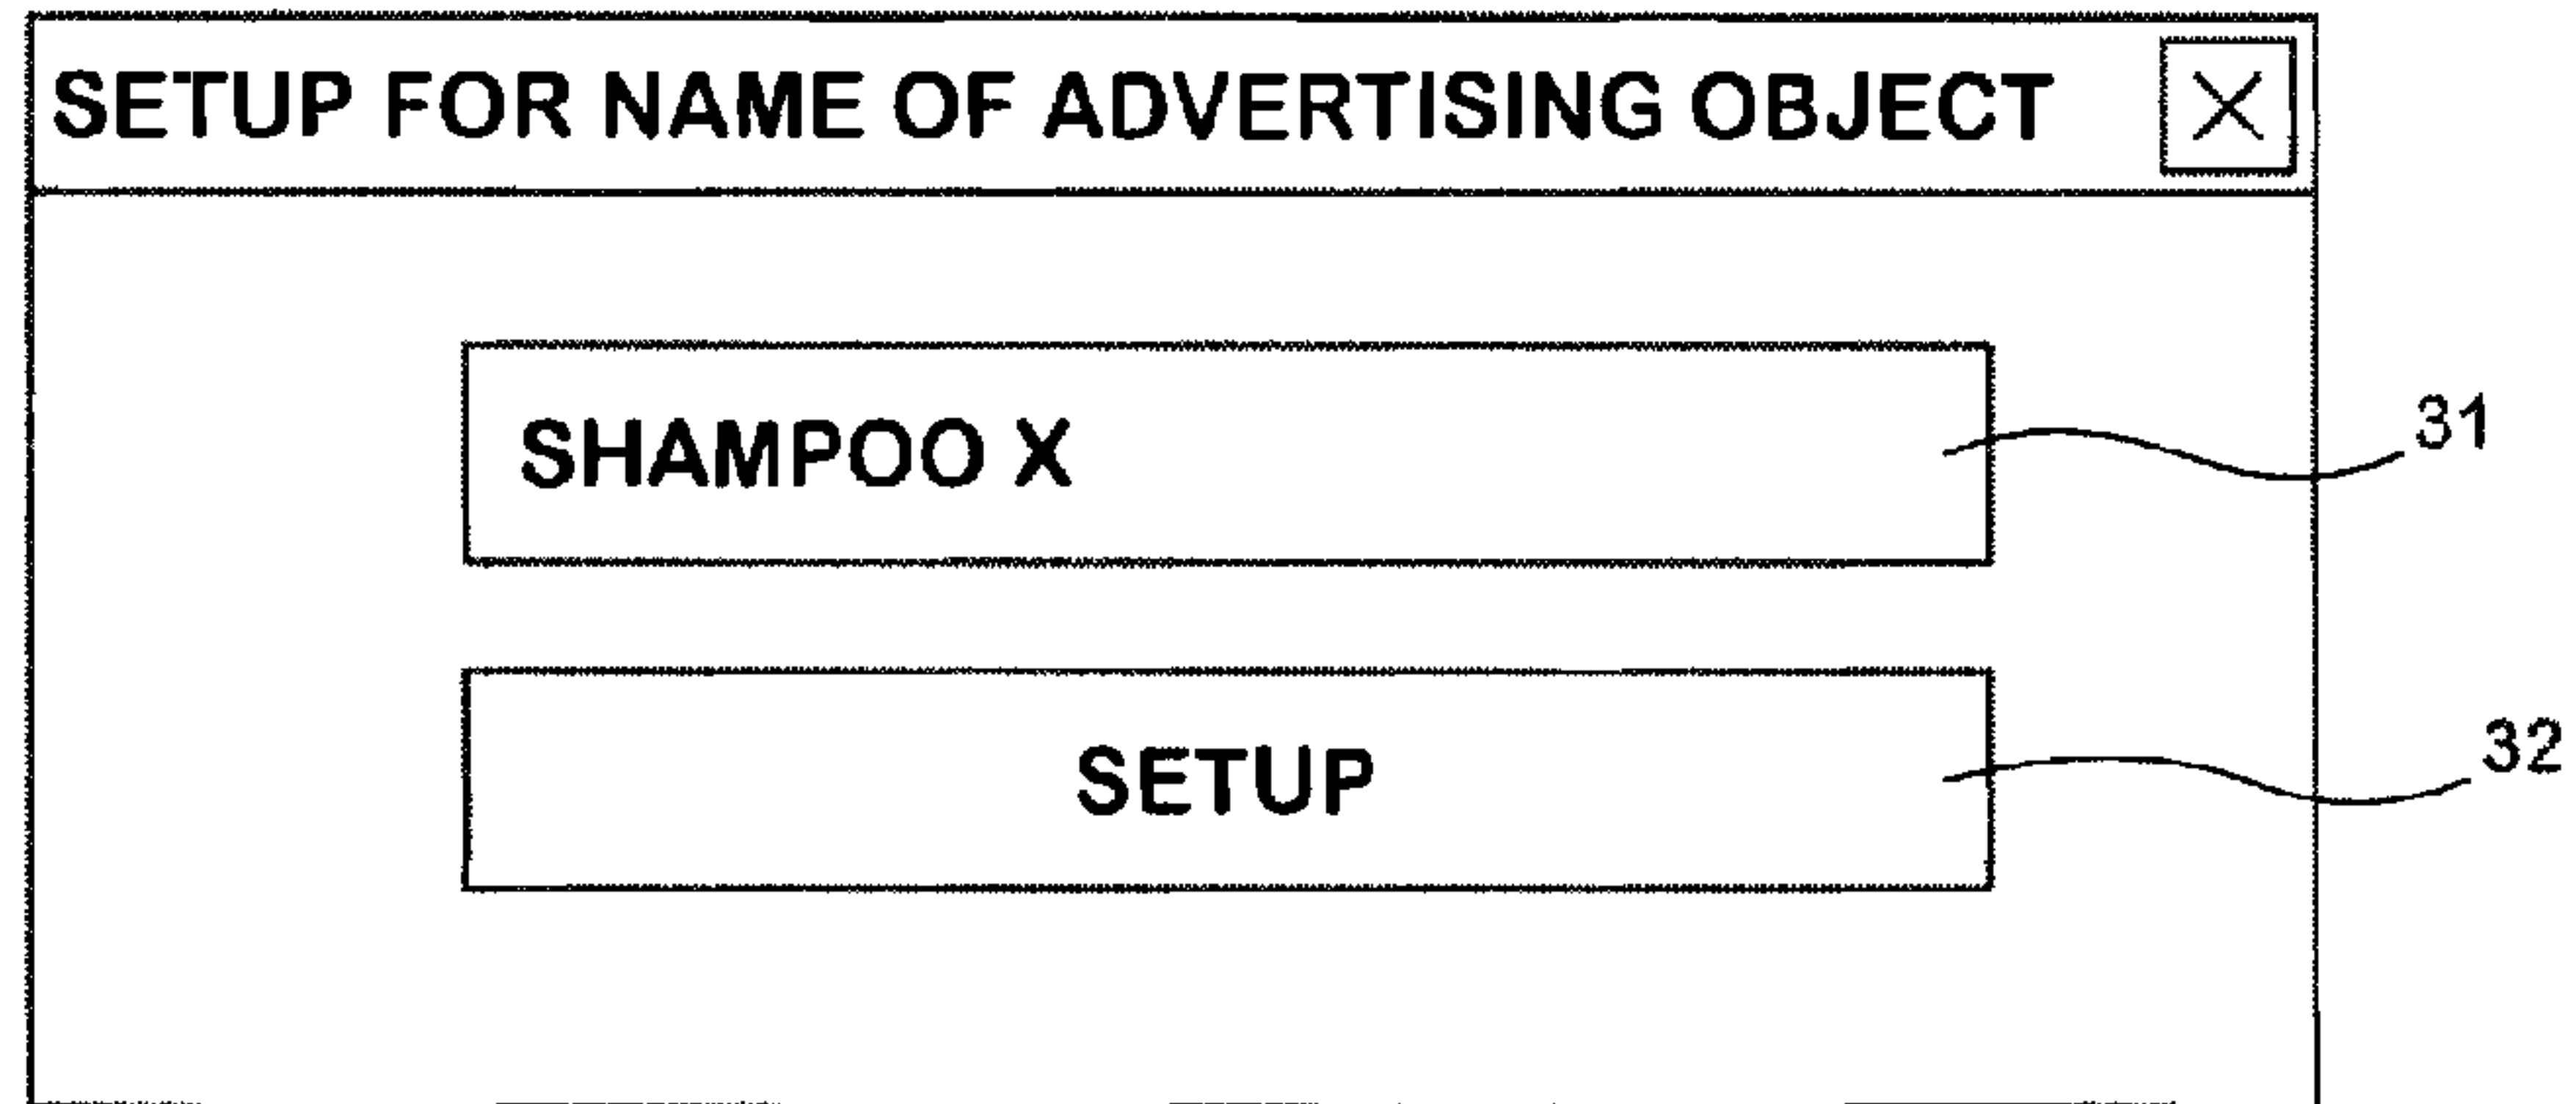 SETUP FOR NAME OF ADVERTISING OBJECT X
SHAMPOO X
31
SETUP
32